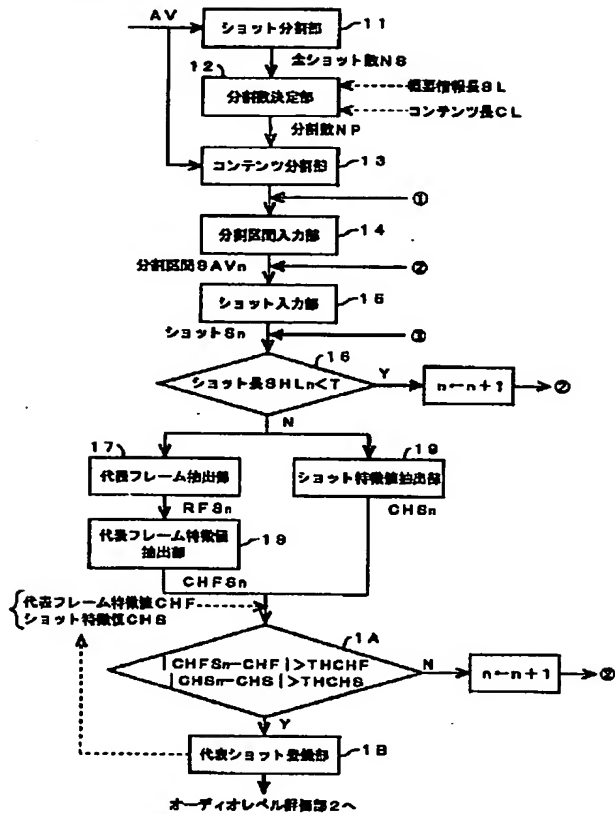 AV
ショット分割部
11
全ショット数NS
12
分割数決定部
概要情報長SL
コンテンツ長CL
分割数NP
コンテンツ分割部
13
①
分割区間入力部
14
分割区間SAVn
②
ショット入力部
15
ショットSn
③
16
ショット長SHLn<T
Y
n←n+1
②
N
17
代表フレーム抽出部
19
ショット特徴値抽出部
RFSn
CHSn
代表フレーム特徴値
抽出部
19
CHFSn
代表フレーム特徴値CHF
ショット特徴値CHS
1A
|CHFSn-CHF|>THCHF
|CHSn-CHS|>THCHS
N
n←n+1
②
Y
代表ショット登録部
1B
オーディオレベル評価部2へ